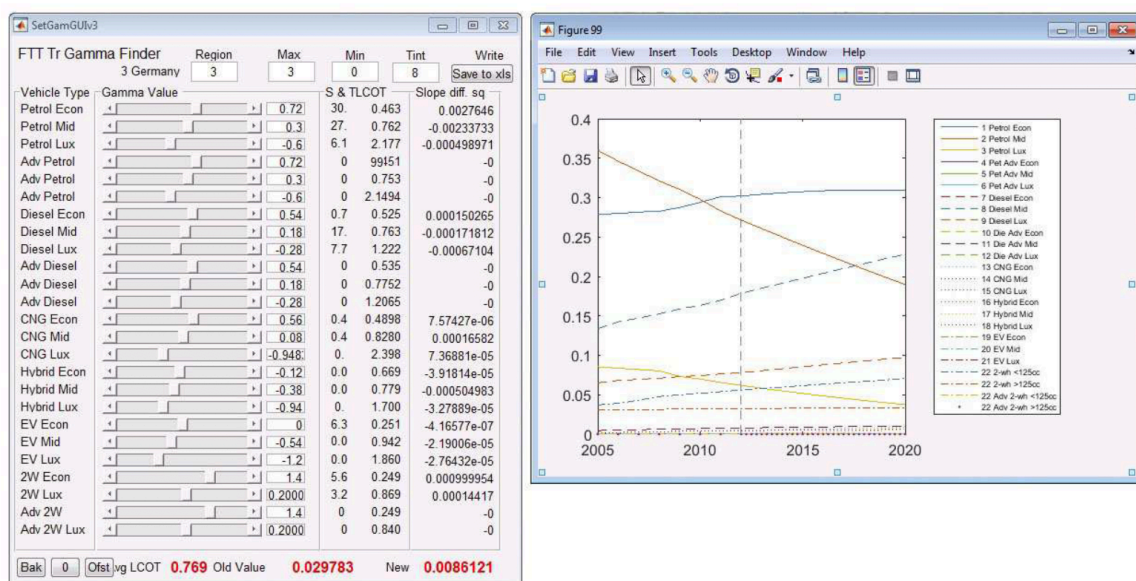 SetGamGUIv3
FTT Tr Gamma Finder Region Max Min Tint Write
3 Germany 3 3 0 8 Save to xls
Vehicle Type Gamma Value S & TLCOT Slope diff. sq
Petrol Econ 0.72 30. 0.463 0.0027646
Petrol Mid 0.3 27. 0.762 -0.00233733
Petrol Lux -0.6 6.1 2.177 -0.000498971
Adv Petrol 0.72 0 99451 -0
Adv Petrol 0.3 0 0.753 -0
Adv Petrol -0.6 0 2.1494 -0
Diesel Econ 0.54 0.7 0.525 0.000150265
Diesel Mid 0.18 17. 0.763 -0.000171812
Diesel Lux -0.28 7.7 1.222 -0.00067104
Adv Diesel 0.54 0 0.535 -0
Adv Diesel 0.18 0 0.7752 -0
Adv Diesel -0.28 0 1.2065 -0
CNG Econ 0.56 0.4 0.4898 7.57427e-06
CNG Mid 0.08 0.4 0.8280 0.00016582
CNG Lux -0.948 0. 2.398 7.36881e-05
Hybrid Econ -0.12 0.0 0.669 -3.91814e-05
Hybrid Mid -0.38 0.0 0.779 -0.000504983
Hybrid Lux -0.94 0. 1.700 -3.27889e-05
EV Econ 0 6.3 0.251 -4.16577e-07
EV Mid -0.54 0.0 0.942 -2.19006e-05
EV Lux -1.2 0.0 1.860 -2.76432e-05
2W Econ 1.4 5.6 0.249 0.000999954
2W Lux 0.2000 3.2 0.869 0.00014417
Adv 2W 1.4 0 0.249 -0
Adv 2W Lux 0.2000 0 0.840 -0
Bak 0 Ofst vg LCOT 0.769 Old Value 0.029783 New 0.0086121
Figure 99
File Edit View Insert Tools Desktop Window Help
0.4
0.35
0.3
0.25
0.2
0.15
0.1
0.05
0
2005 2010 2015 2020
1 Petrol Econ
2 Petrol Mid
3 Petrol Lux
4 Pet Adv Econ
5 Pet Adv Mid
6 Pet Adv Lux
7 Diesel Econ
8 Diesel Mid
9 Diesel Lux
10 Die Adv Econ
11 Die Adv Mid
12 Die Adv Lux
13 CNG Econ
14 CNG Mid
15 CNG Lux
16 Hybrid Econ
17 Hybrid Mid
18 Hybrid Lux
19 EV Econ
20 EV Mid
21 EV Lux
22 2-wh <125cc
22 2-wh >125cc
22 Adv 2-wh <125cc
22 Adv 2-wh >125cc